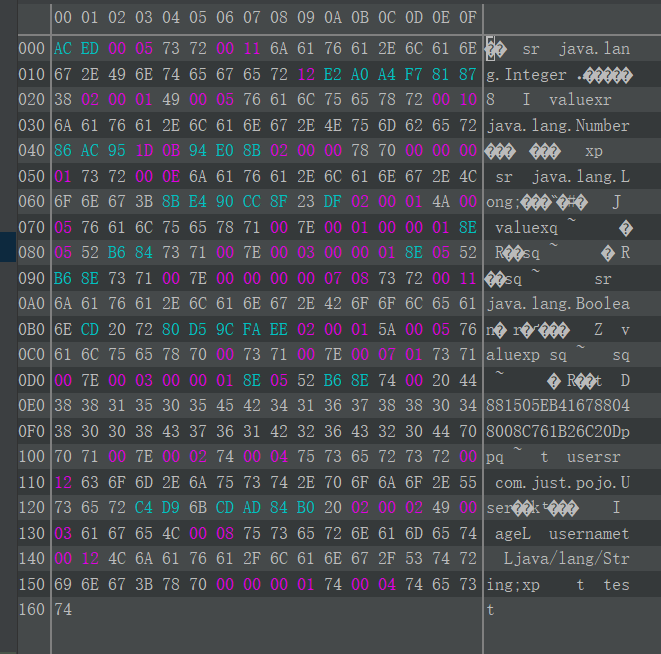 00 01 02 03 04 05 06 07 08 09 0A 0B 0C 0D 0E 0F
000 AC ED 00 05 73 72 00 11 6A 61 76 61 2E 6C 61 6E �� sr java.lan
010 67 2E 49 6E 74 65 67 65 72 12 E2 A0 A4 F7 81 87 g.Integer .�����
020 38 02 00 01 49 00 05 76 61 6C 75 65 78 72 00 10 8 I valuexr
030 6A 61 76 61 2E 6C 61 6E 67 2E 4E 75 6D 62 65 72 java.lang.Number
040 86 AC 95 1D 0B 94 E0 8B 02 00 00 78 70 00 00 00 ��� ��� xp
050 01 73 72 00 0E 6A 61 76 61 2E 6C 61 6E 67 2E 4C sr java.lang.L
060 6F 6E 67 3B 8B E4 90 CC 8F 23 DF 02 00 01 4A 00 ong;���`�#� J
070 05 76 61 6C 75 65 78 71 00 7E 00 01 00 00 01 8E valuexq ~ �
080 05 52 B6 84 73 71 00 7E 00 03 00 00 01 8E 05 52 R��sq ~ �R
090 B6 8E 73 71 00 7E 00 00 00 00 07 08 73 72 00 11 ��sq ~ sr
0A0 6A 61 76 61 2E 6C 61 6E 67 2E 42 6F 6F 6C 65 61 java.lang.Boolea
0B0 6E CD 20 72 80 D5 9C FA EE 02 00 01 5A 00 05 76 n� r�՜�� Z v
0C0 61 6C 75 65 78 70 00 73 71 00 7E 00 07 01 73 71 aluexp sq ~ sq
0D0 00 7E 00 03 00 00 01 8E 05 52 B6 8E 74 00 20 44 ~ �R��t D
0E0 38 38 31 35 30 35 45 42 34 31 36 37 38 38 30 34 881505EB41678804
0F0 38 30 30 38 43 37 36 31 42 32 36 43 32 30 44 70 8008C761B26C20Dp
100 70 71 00 7E 00 02 74 00 04 75 73 65 72 73 72 00 pq ~ t usersr
110 12 63 6F 6D 2E 6A 75 73 74 2E 70 6F 6A 6F 2E 55 com.just.pojo.U
120 73 65 72 C4 D9 6B CD AD 84 B0 20 02 00 02 49 00 ser��kͭ�� I
130 03 61 67 65 4C 00 08 75 73 65 72 6E 61 6D 65 74 ageL usernamet
140 00 12 4C 6A 61 76 61 2F 6C 61 6E 67 2F 53 74 72 Ljava/lang/Str
150 69 6E 67 3B 78 70 00 00 00 01 74 00 04 74 65 73 ing;xp t tes
160 74 t